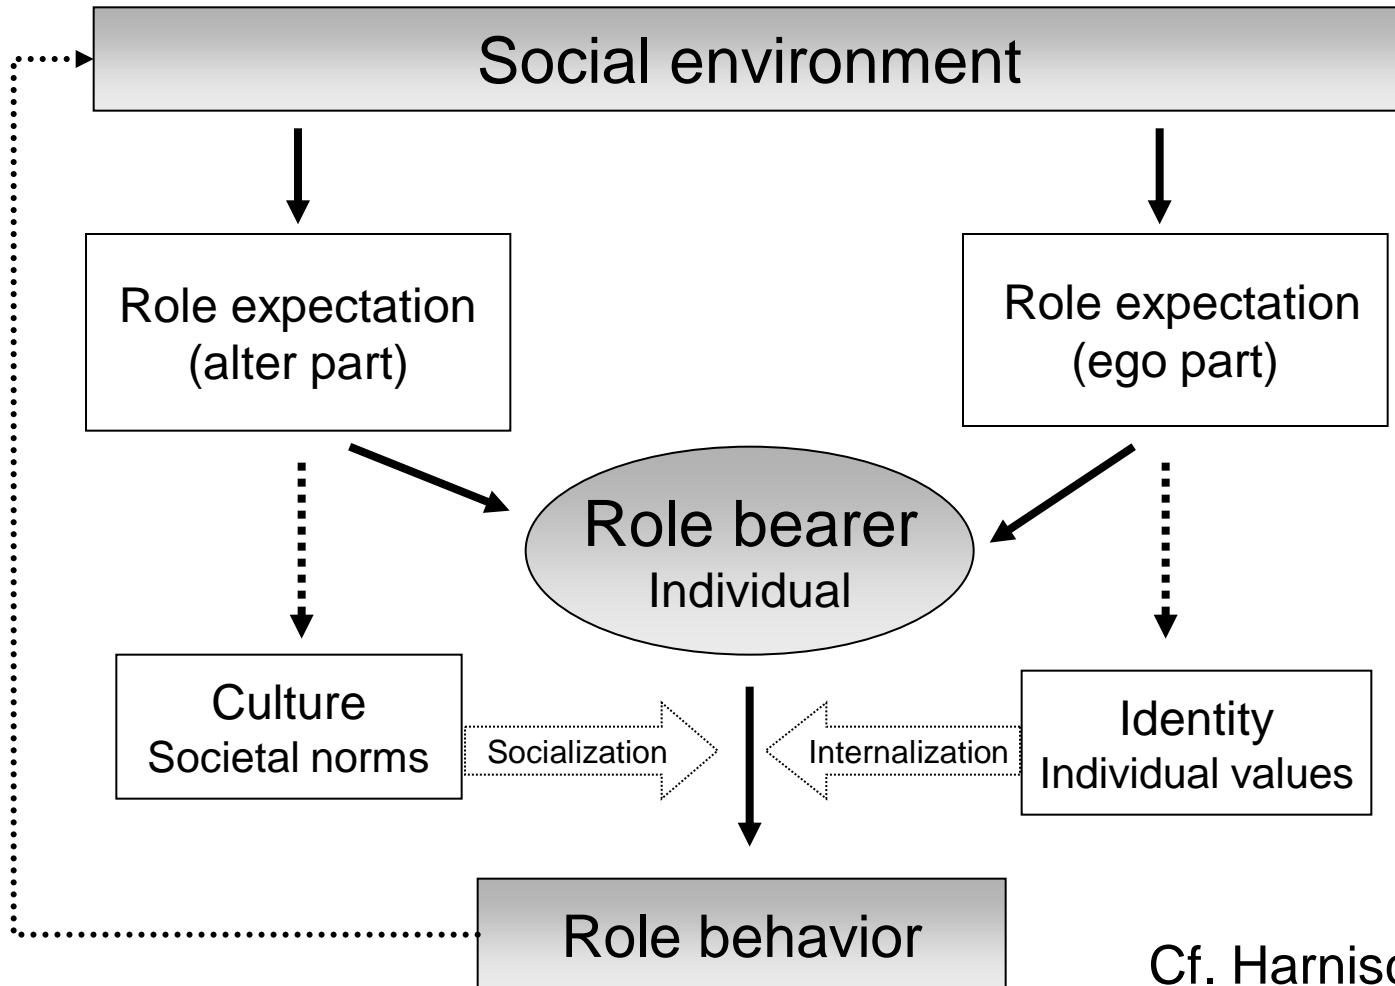 Social environment
Role expectation
(alter part)
Role expectation
(ego part)
Role bearer
Individual
Culture
Societal norms
Socialization
Internalization
Identity
Individual values
Role behavior
Cf.